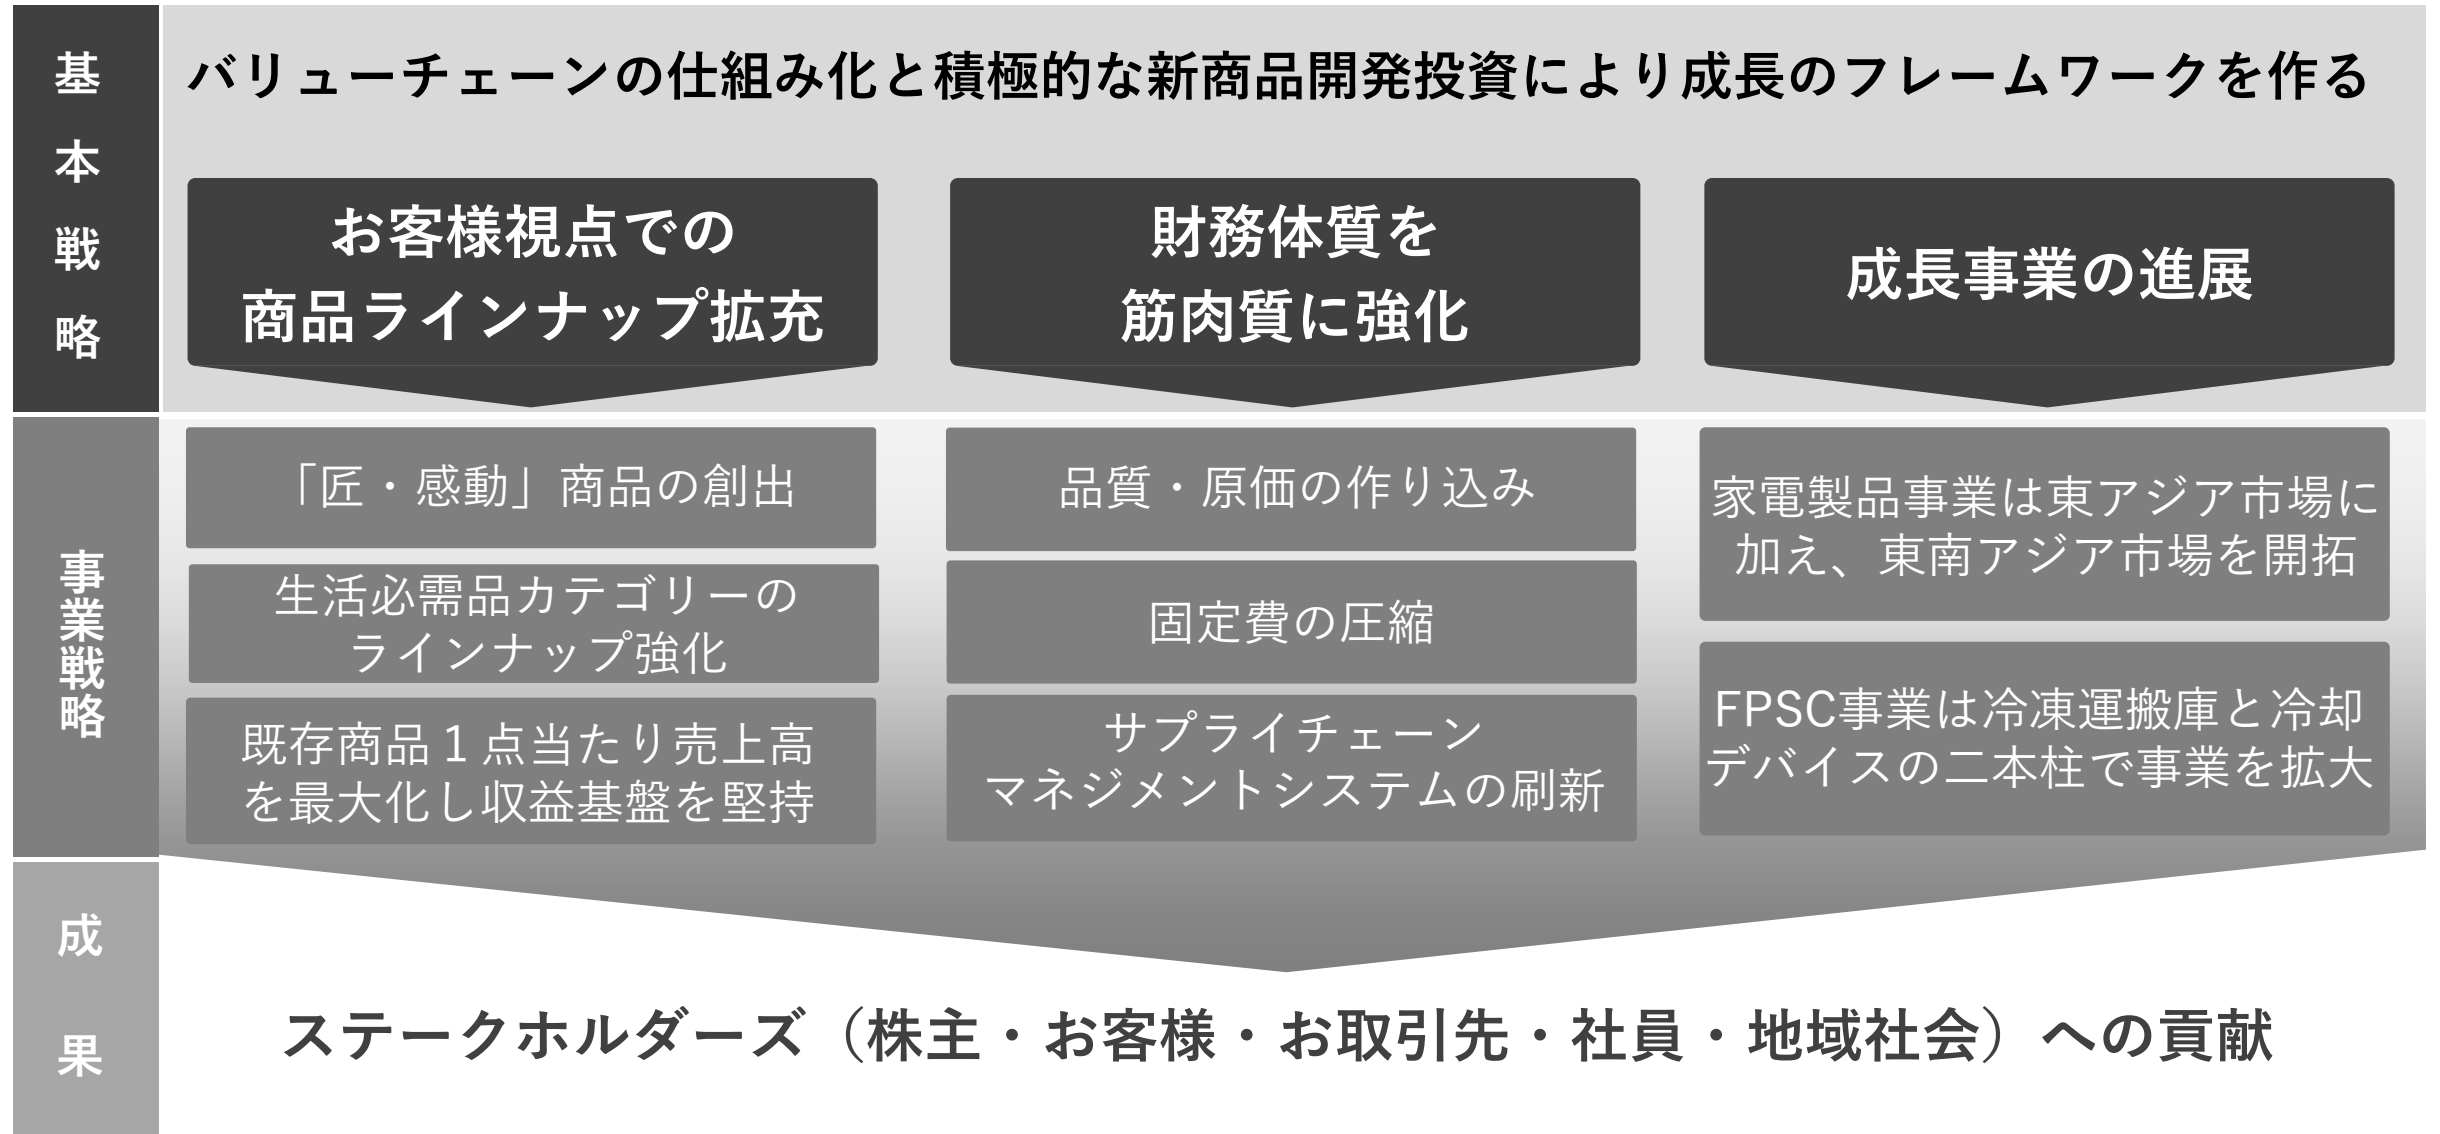 基本戦略
バリューチェーンの仕組み化と積極的な新商品開発投資により成長のフレームワークを作る
お客様視点での
商品ラインナップ拡充
財務体質を
筋肉質に強化
成長事業の進展
事業戦略
「匠・感動」商品の創出
生活必需品カテゴリーの
ラインナップ強化
既存商品１点当たり売上高
を最大化し収益基盤を堅持
品質・原価の作り込み
固定費の圧縮
サプライチェーン
マネジメントシステムの刷新
家電製品事業は東アジア市場に
加え、東南アジア市場を開拓
FPSC事業は冷凍運搬庫と冷却
デバイスの二本柱で事業を拡大
成果
ステークホルダーズ（株主・お客様・お取引先・社員・地域社会）への貢献